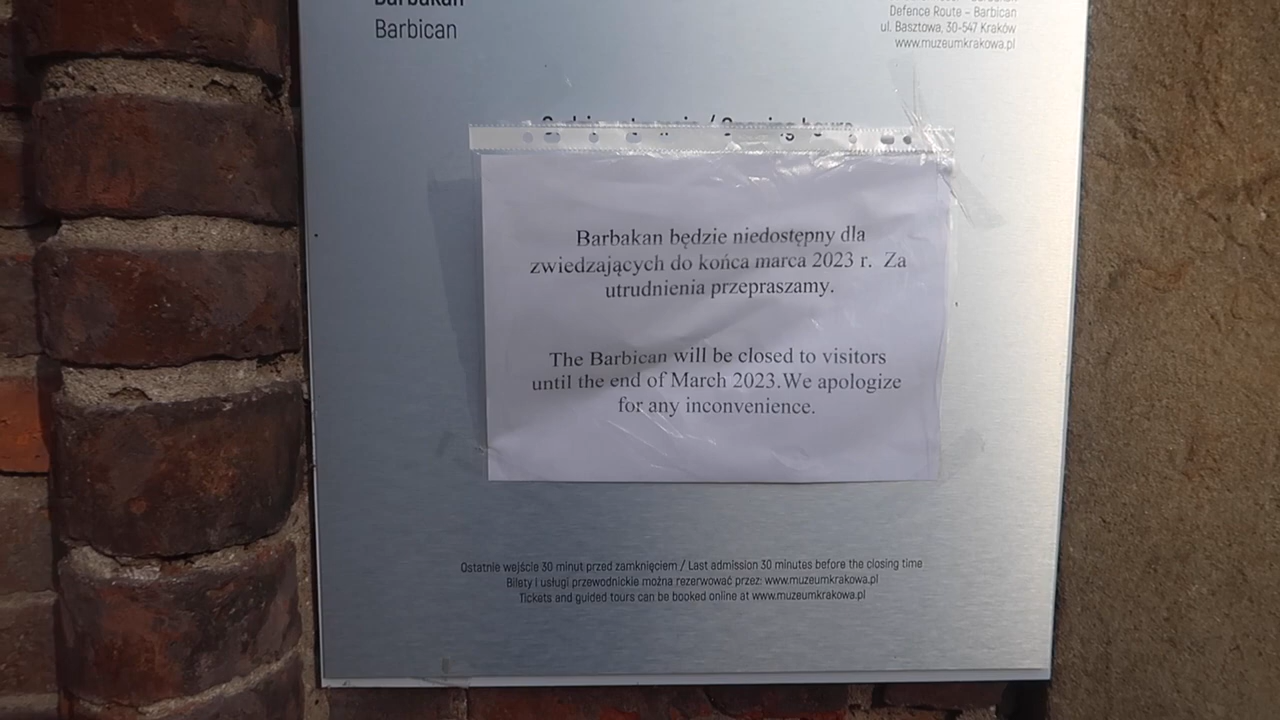 Barbakan
Barbican
Defence Route – Barbican
ul. Basztowa, 30-547 Kraków
www.muzeumkrakowa.pl
/ Opening hours
Barbakan będzie niedostępny dla
zwiedzających do końca marca 2023 r. Za
utrudnienia przepraszamy.
The Barbican will be closed to visitors
until the end of March 2023.We apologize
for any inconvenience.
Ostatnie wejście 30 minut przed zamknięciem / Last admission 30 minutes before the closing time
Bilety i usługi przewodnickie można rezerwować przez: www.muzeumkrakowa.pl
Tickets and guided tours can be booked online at www.muzeumkrakowa.pl